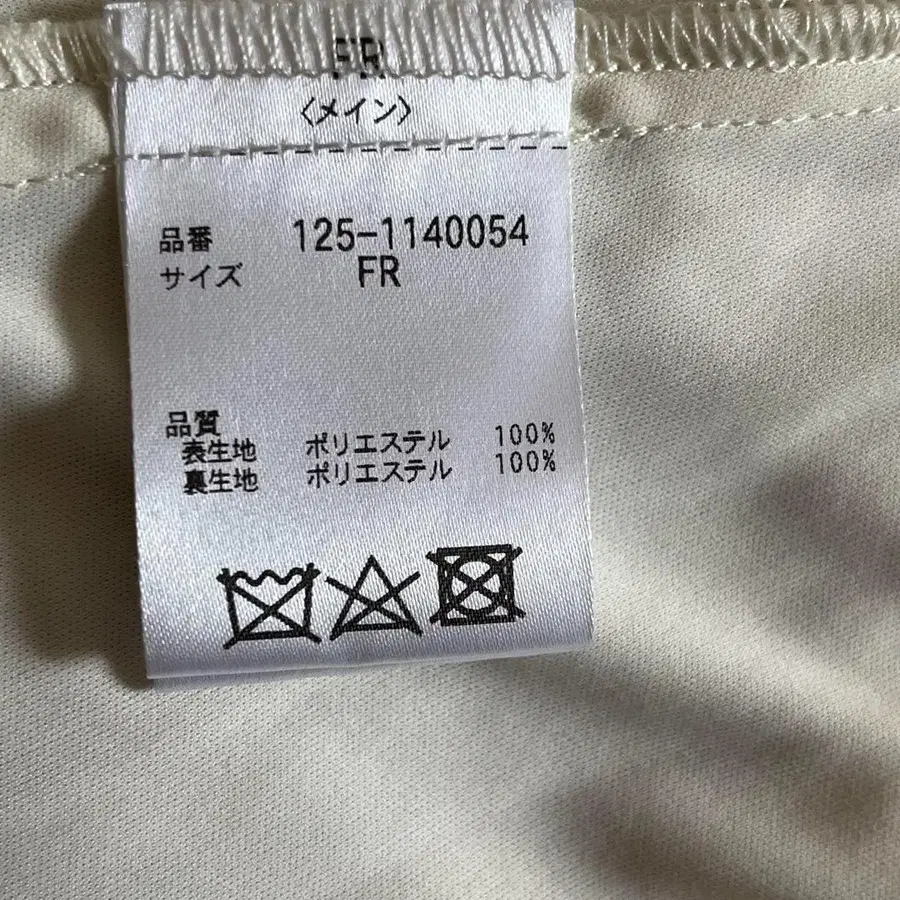 FR
〈メイン〉
品番 125-1140054
サイズ FR
品質
表生地 ポリエステル 100%
裏生地 ポリエステル 100%